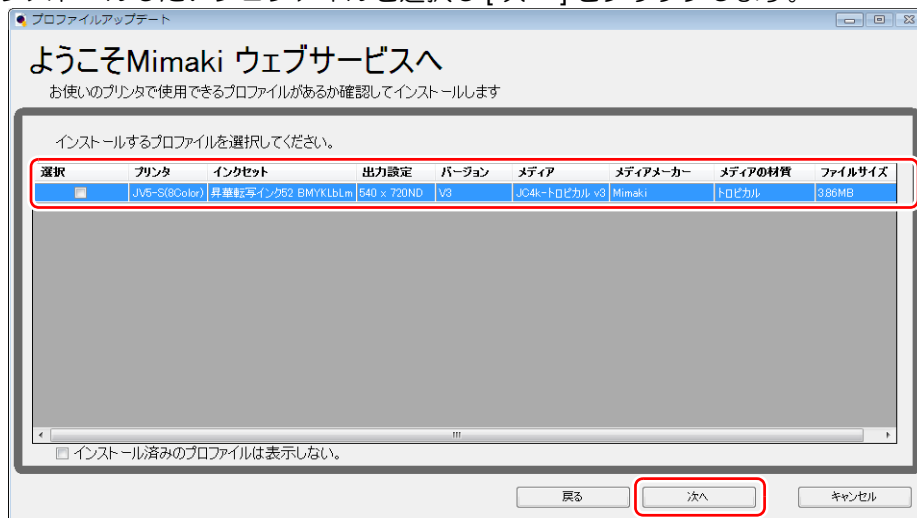 プロファイルアップデート
ようこそMimaki ウェブサービスへ
お使いのプリンタで使用できるプロファイルがあるか確認してインストールします
インストールするプロファイルを選択してください。
選択 プリンタ インクセット 出力設定 バージョン メディア メディアメーカー メディアの材質 ファイルサイズ
JV5-S(8Color) 昇華転写インク52 BMYKLbLm 540 x 720ND V3 JC4k-トロピカル v3 Mimaki トロピカル 3.86MB
インストール済みのプロファイルは表示しない。
戻る 次へ キャンセル